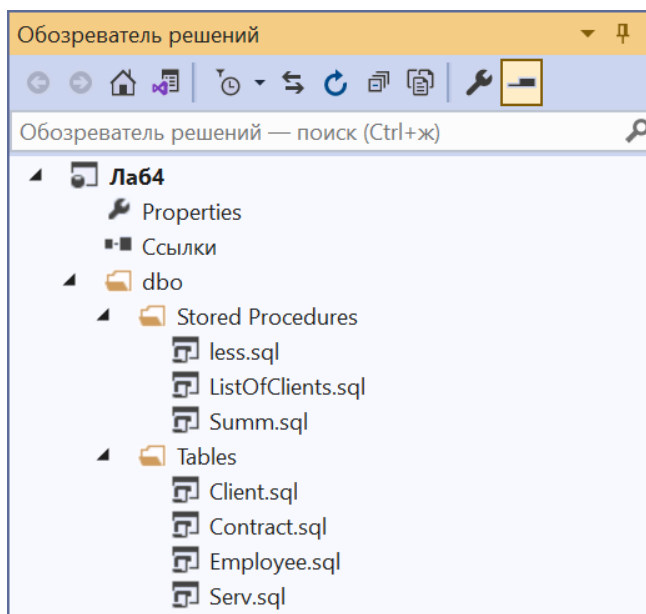 Обозреватель решений
Обозреватель решений — поиск (Ctrl+ж)
Лаб4
Properties
Ссылки
dbo
Stored Procedures
less.sql
ListOfClients.sql
Summ.sql
Tables
Client.sql
Contract.sql
Employee.sql
Serv.sql